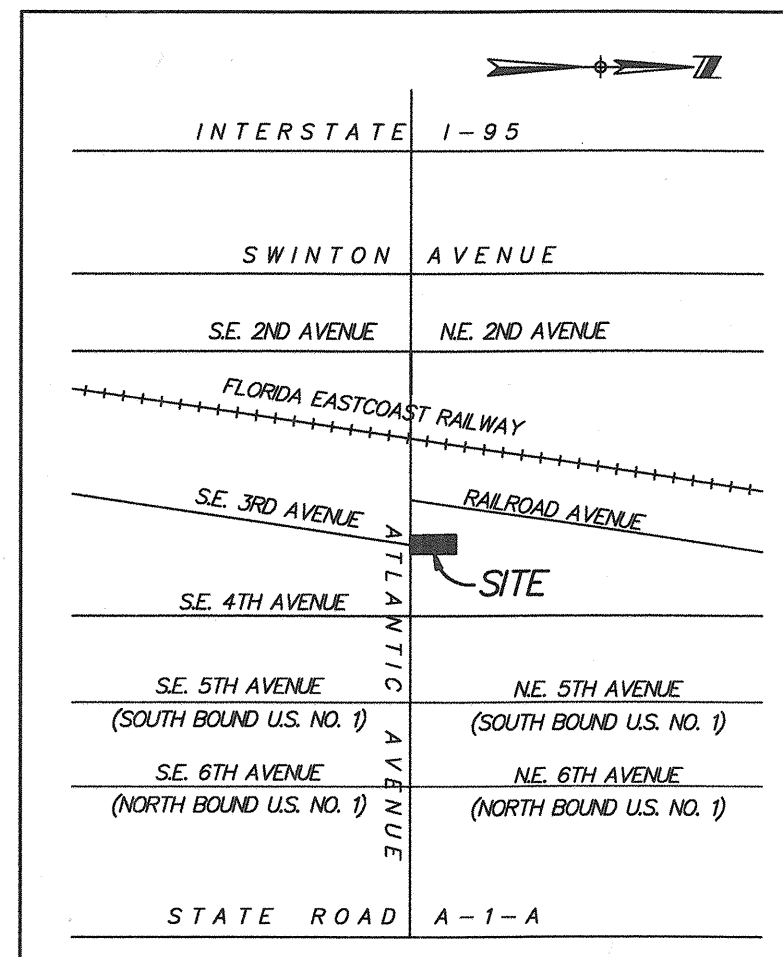 N
INTERSTATE I-95
SWINTON AVENUE
S.E. 2ND AVENUE N.E. 2ND AVENUE
FLORIDA EASTCOAST RAILWAY
S.E. 3RD AVENUE
RAILROAD AVENUE
SITE
ATLANTIC AVENUE
S.E. 4TH AVENUE
S.E. 5TH AVENUE N.E. 5TH AVENUE
(SOUTH BOUND U.S. NO. 1) (SOUTH BOUND U.S. NO. 1)
S.E. 6TH AVENUE N.E. 6TH AVENUE
(NORTH BOUND U.S. NO. 1) (NORTH BOUND U.S. NO. 1)
STATE ROAD A-1-A